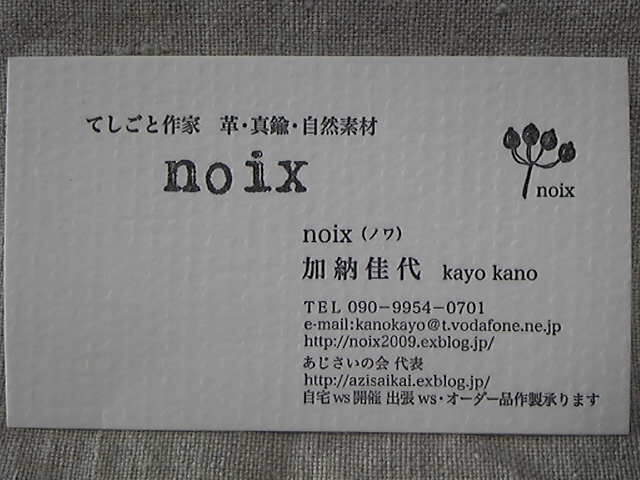 てしごと作家　革・真鍮・自然素材
noix
noix
noix（ノワ）
加納佳代　kayo kano
TEL 090-9954-0701
e-mail:kanokayo@t.vodafone.ne.jp
http://noix2009.exblog.jp/
あじさいの会 代表
http://azisaikai.exblog.jp/
自宅ws開催 出張ws・オーダー品作製承ります